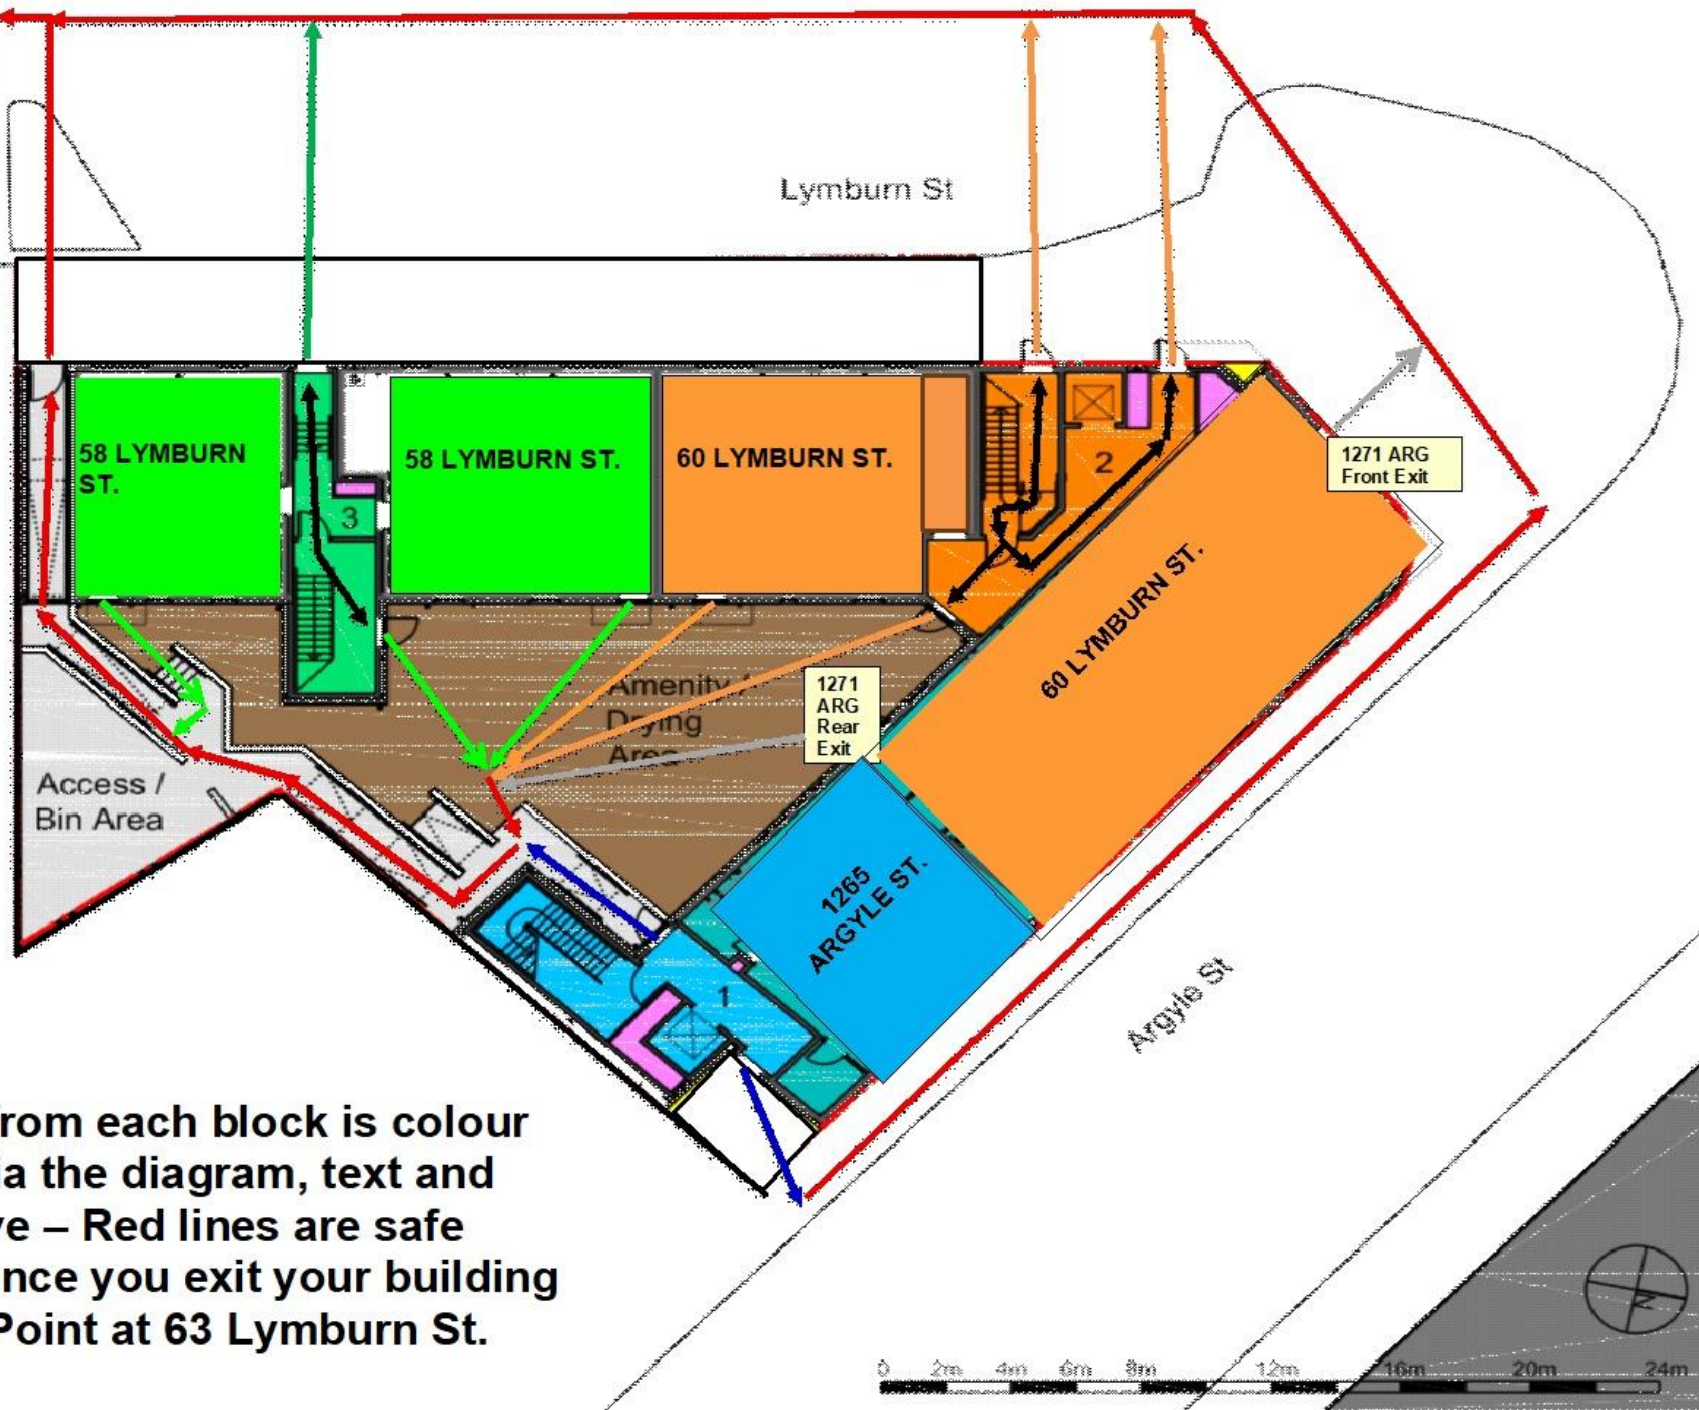 Lymburn St
58 LYMBURN
ST.
58 LYMBURN ST.
60 LYMBURN ST.
2
1271 ARG
Front Exit
3
60 LYMBURN ST.
Amenity /
Drying
Area
1271
ARG
Rear
Exit
Access /
Bin Area
1265
ARGYLE ST.
1
Argyle St
rom each block is colour
ia the diagram, text and
ve – Red lines are safe
nce you exit your building
Point at 63 Lymburn St.
N
0 2m 4m 6m 8m 12m 16m 20m 24m